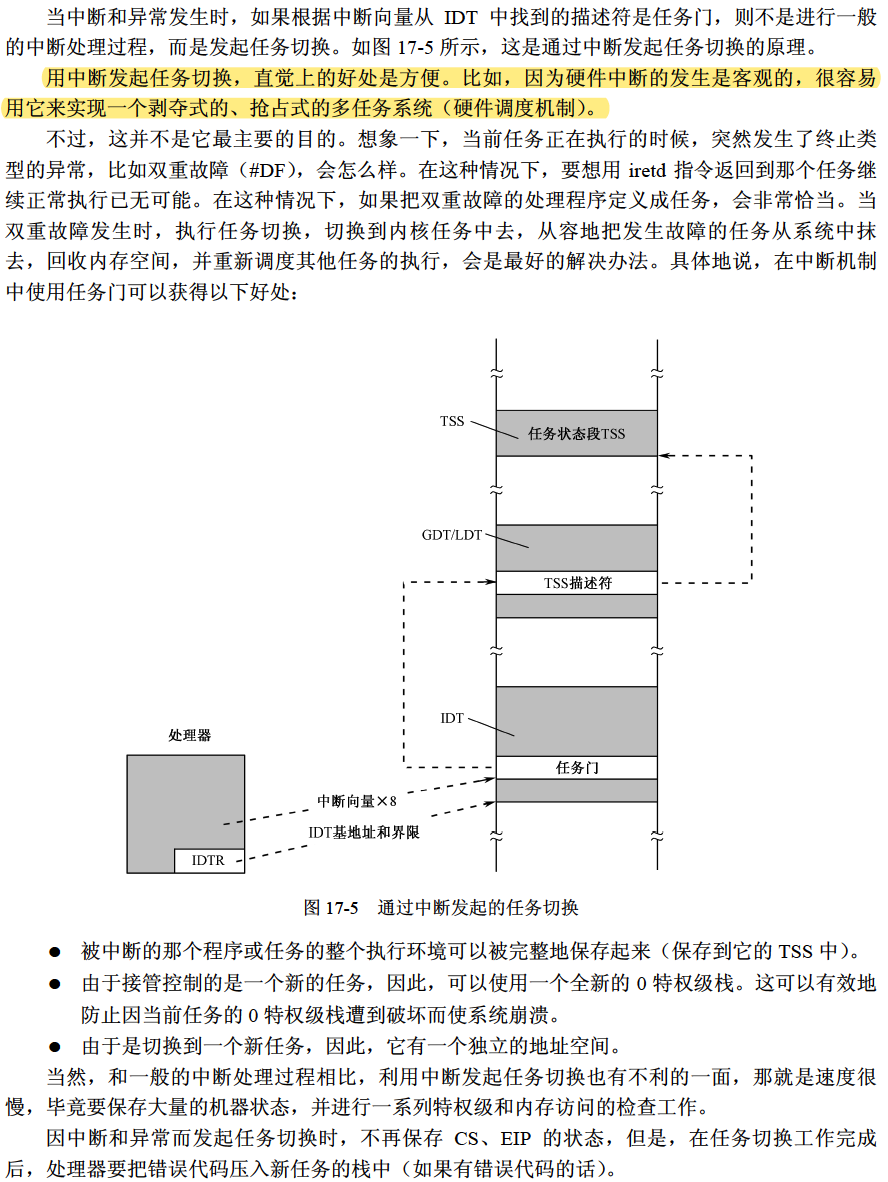 当中断和异常发生时，如果根据中断向量从 IDT 中找到的描述符是任务门，则不是进行一般
的中断处理过程，而是发起任务切换。如图 17-5 所示，这是通过中断发起任务切换的原理。
用中断发起任务切换，直觉上的好处是方便。比如，因为硬件中断的发生是客观的，很容易
用它来实现一个剥夺式的、抢占式的多任务系统（硬件调度机制）。
不过，这并不是它最主要的目的。想象一下，当前任务正在执行的时候，突然发生了终止类
型的异常，比如双重故障（#DF），会怎么样。在这种情况下，要想用 iretd 指令返回到那个任务继
续正常执行已无可能。在这种情况下，如果把双重故障的处理程序定义成任务，会非常恰当。当
双重故障发生时，执行任务切换，切换到内核任务中去，从容地把发生故障的任务从系统中抹
去，回收内存空间，并重新调度其他任务的执行，会是最好的解决办法。具体地说，在中断机制
中使用任务门可以获得以下好处：
TSS
任务状态段TSS
GDT/LDT
TSS描述符
IDT
处理器
任务门
中断向量×8
IDT基地址和界限
IDTR
图 17-5 通过中断发起的任务切换
● 被中断的那个程序或任务的整个执行环境可以被完整地保存起来（保存到它的 TSS 中）。
● 由于接管控制的是一个新的任务，因此，可以使用一个全新的 0 特权级栈。这可以有效地
防止因当前任务的 0 特权级栈遭到破坏而使系统崩溃。
● 由于是切换到一个新任务，因此，它有一个独立的地址空间。
当然，和一般的中断处理过程相比，利用中断发起任务切换也有不利的一面，那就是速度很
慢，毕竟要保存大量的机器状态，并进行一系列特权级和内存访问的检查工作。
因中断和异常而发起任务切换时，不再保存 CS、EIP 的状态，但是，在任务切换工作完成
后，处理器要把错误代码压入新任务的栈中（如果有错误代码的话）。